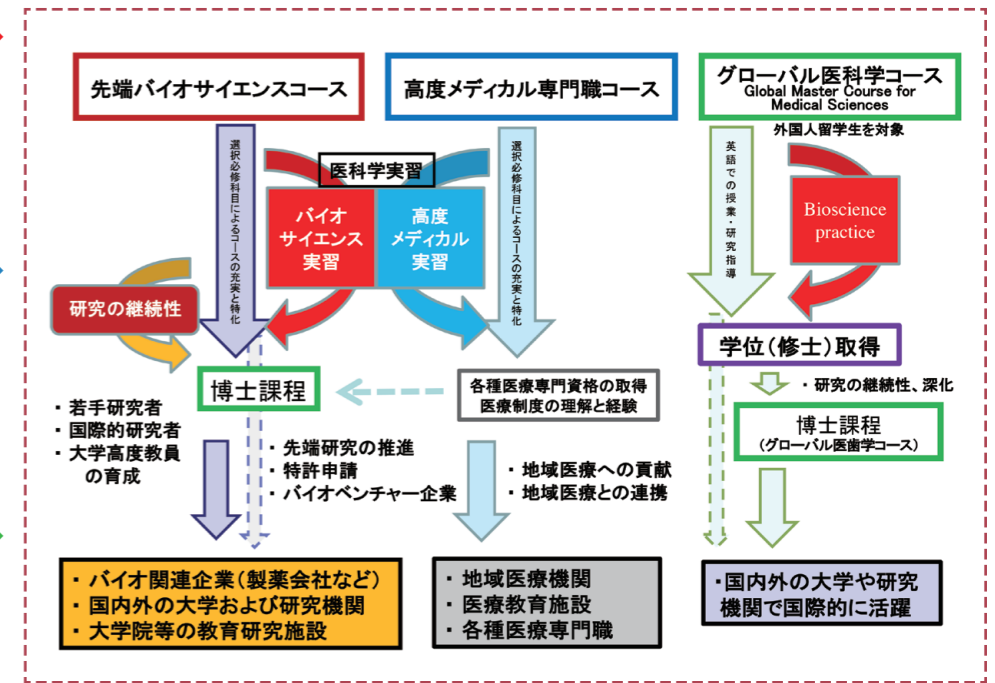 先端バイオサイエンスコース
高度メディカル専門職コース
グローバル医科学コース
Global Master Course for
Medical Sciences
外国人留学生を対象
選択必修科目によるコースの充実と特化
医科学実習
バイオ
サイエンス
実習
高度
メディカル
実習
選択必修科目によるコースの充実と特化
英語での授業・研究指導
Bioscience
practice
研究の継続性
学位(修士)取得
博士課程
各種医療専門資格の取得
医療制度の理解と経験
・研究の継続性、深化
博士課程
(グローバル医歯学コース)
・ 若手研究者
・ 国際的研究者
・ 大学高度教員
の育成
・ 先端研究の推進
・ 特許申請
・ バイオベンチャー企業
・ 地域医療への貢献
・ 地域医療との連携
・ バイオ関連企業(製薬会社など)
・ 国内外の大学および研究機関
・ 大学院等の教育研究施設
・ 地域医療機関
・ 医療教育施設
・ 各種医療専門職
・国内外の大学や研究
機関で国際的に活躍